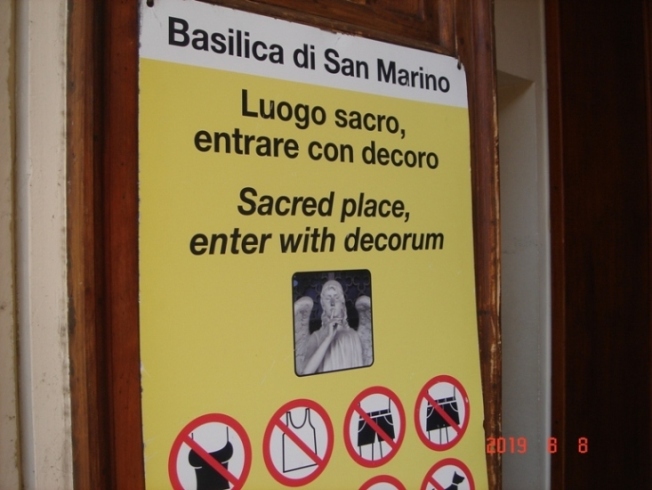 Basilica di San Marino
Luogo sacro,
entrare con decoro
Sacred place,
enter with decorum
2019 8 8